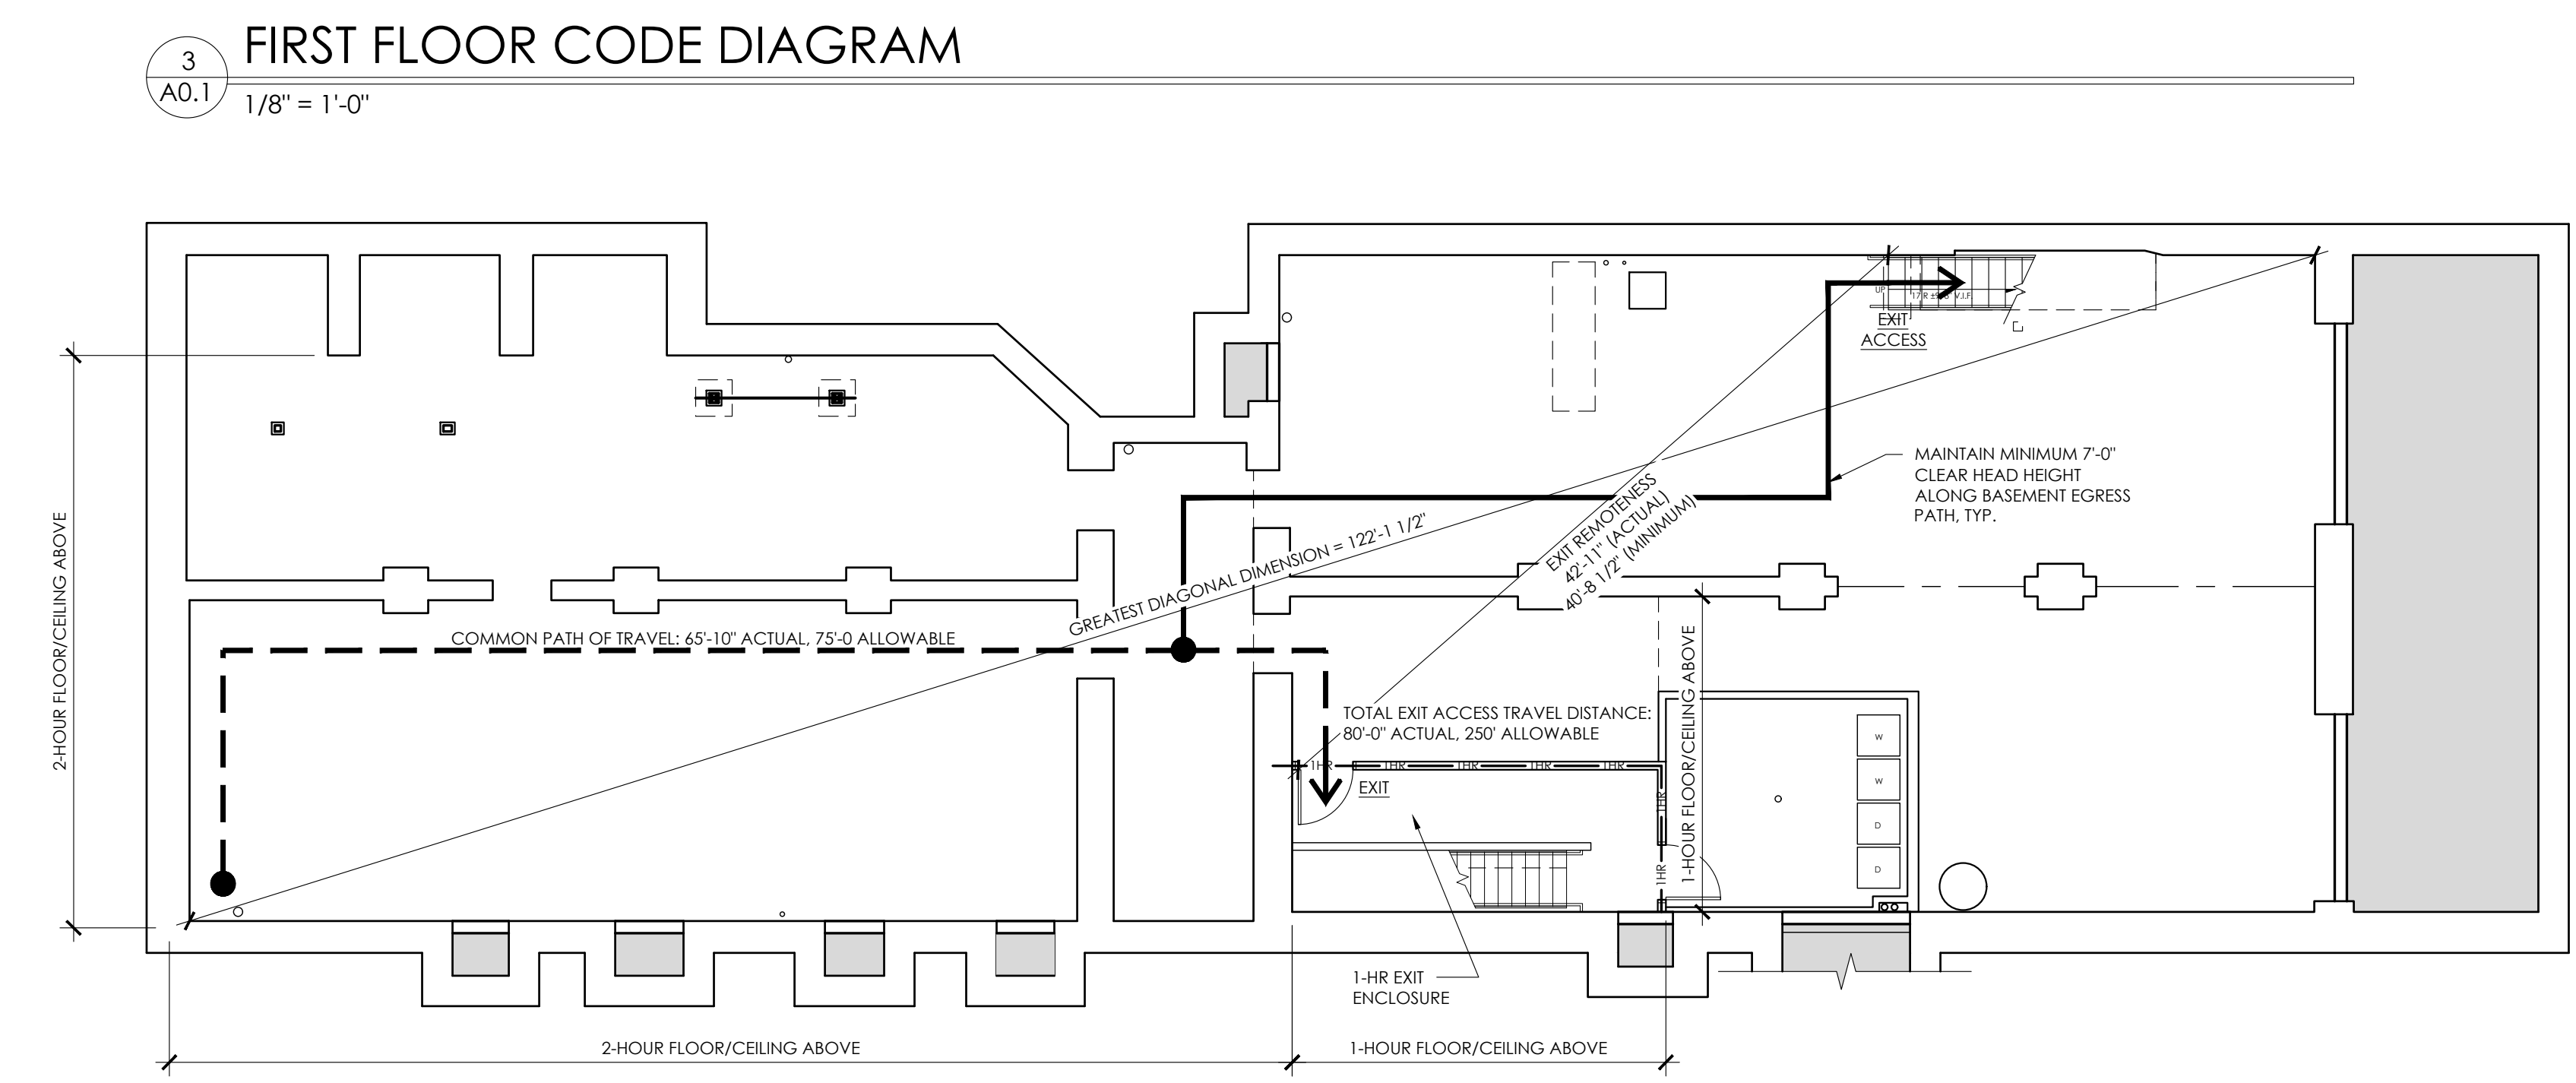 3
A0.1
FIRST FLOOR CODE DIAGRAM
1/8" = 1'-0"
UP
EXIT
ACCESS
MAINTAIN MINIMUM 7'-0"
CLEAR HEAD HEIGHT
ALONG BASEMENT EGRESS
PATH, TYP.
EXIT REMOTENESS
42'-11" (ACTUAL)
40'-8 1/2" (MINIMUM)
GREATEST DIAGONAL DIMENSION = 122'-1 1/2"
2-HOUR FLOOR/CEILING ABOVE
COMMON PATH OF TRAVEL: 65'-10" ACTUAL, 75'-0 ALLOWABLE
TOTAL EXIT ACCESS TRAVEL DISTANCE:
80'-0" ACTUAL, 250' ALLOWABLE
1-HOUR FLOOR/CEILING ABOVE
1HR
1HR
1HR
1HR
1HR
1HR
1HR
EXIT
W
W
D
D
1-HR EXIT
ENCLOSURE
2-HOUR FLOOR/CEILING ABOVE
1-HOUR FLOOR/CEILING ABOVE